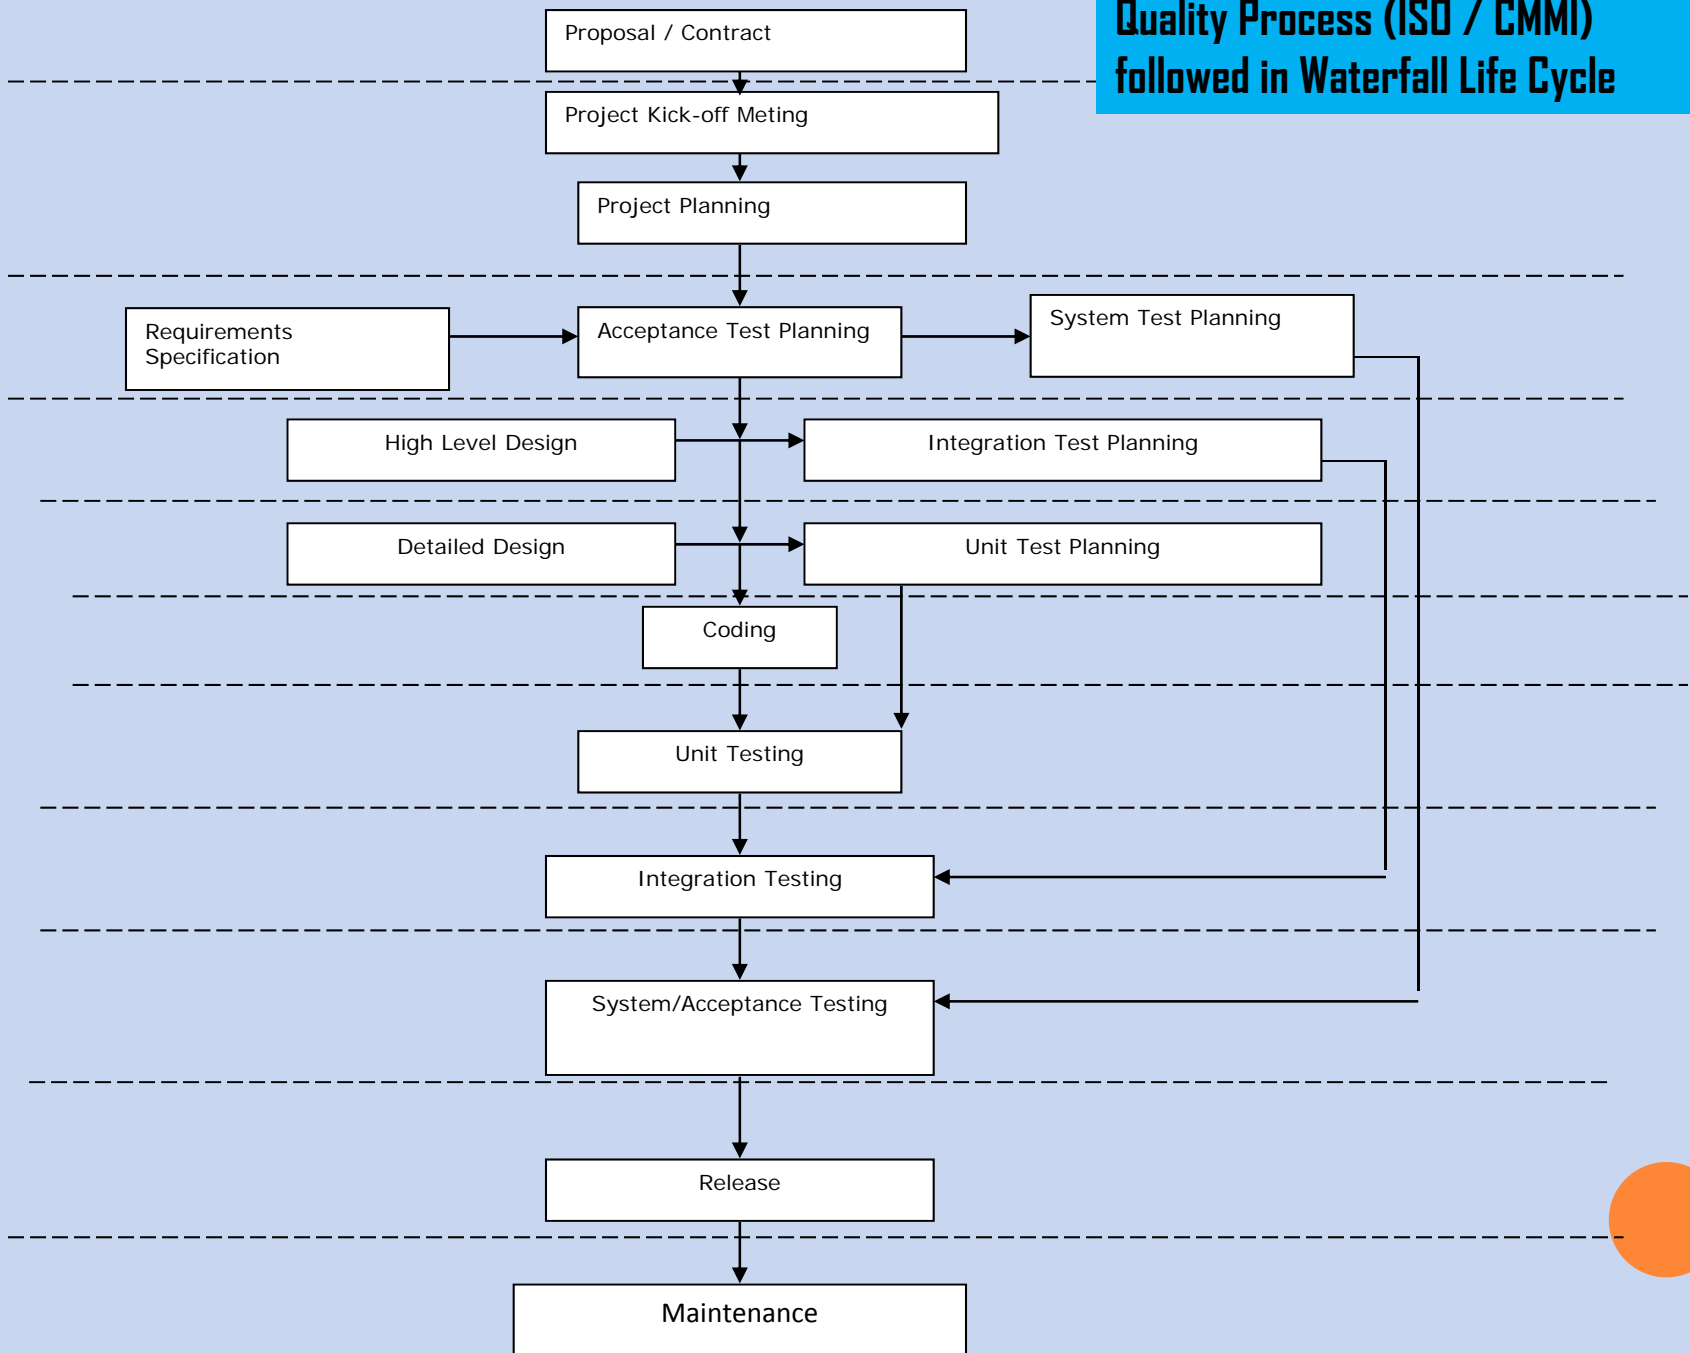 Quality Process (ISO / CMMI)
followed in Waterfall Life Cycle
Proposal / Contract
Project Kick-off Meting
Project Planning
Requirements
Specification
Acceptance Test Planning
System Test Planning
High Level Design
Integration Test Planning
Detailed Design
Unit Test Planning
Coding
Unit Testing
Integration Testing
System/Acceptance Testing
Release
Maintenance